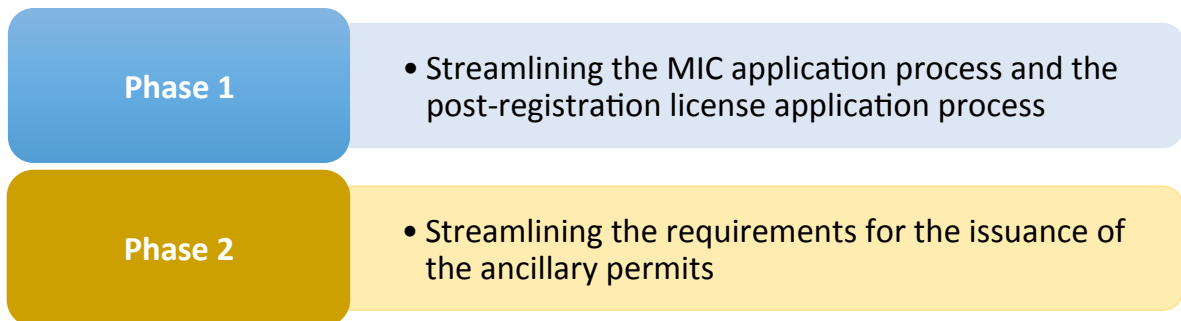 Phase 1
• Streamlining the MIC application process and the
post-registration license application process
Phase 2
• Streamlining the requirements for the issuance of
the ancillary permits